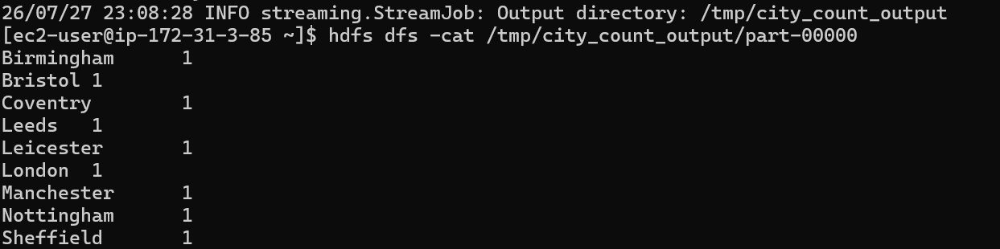 26/07/27 23:08:28 INFO streaming.StreamJob: Output directory: /tmp/city_count_output
[ec2-user@ip-172-31-3-85 ~]$ hdfs dfs -cat /tmp/city_count_output/part-00000
Birmingham	1
Bristol	1
Coventry	1
Leeds	1
Leicester	1
London	1
Manchester	1
Nottingham	1
Sheffield	1